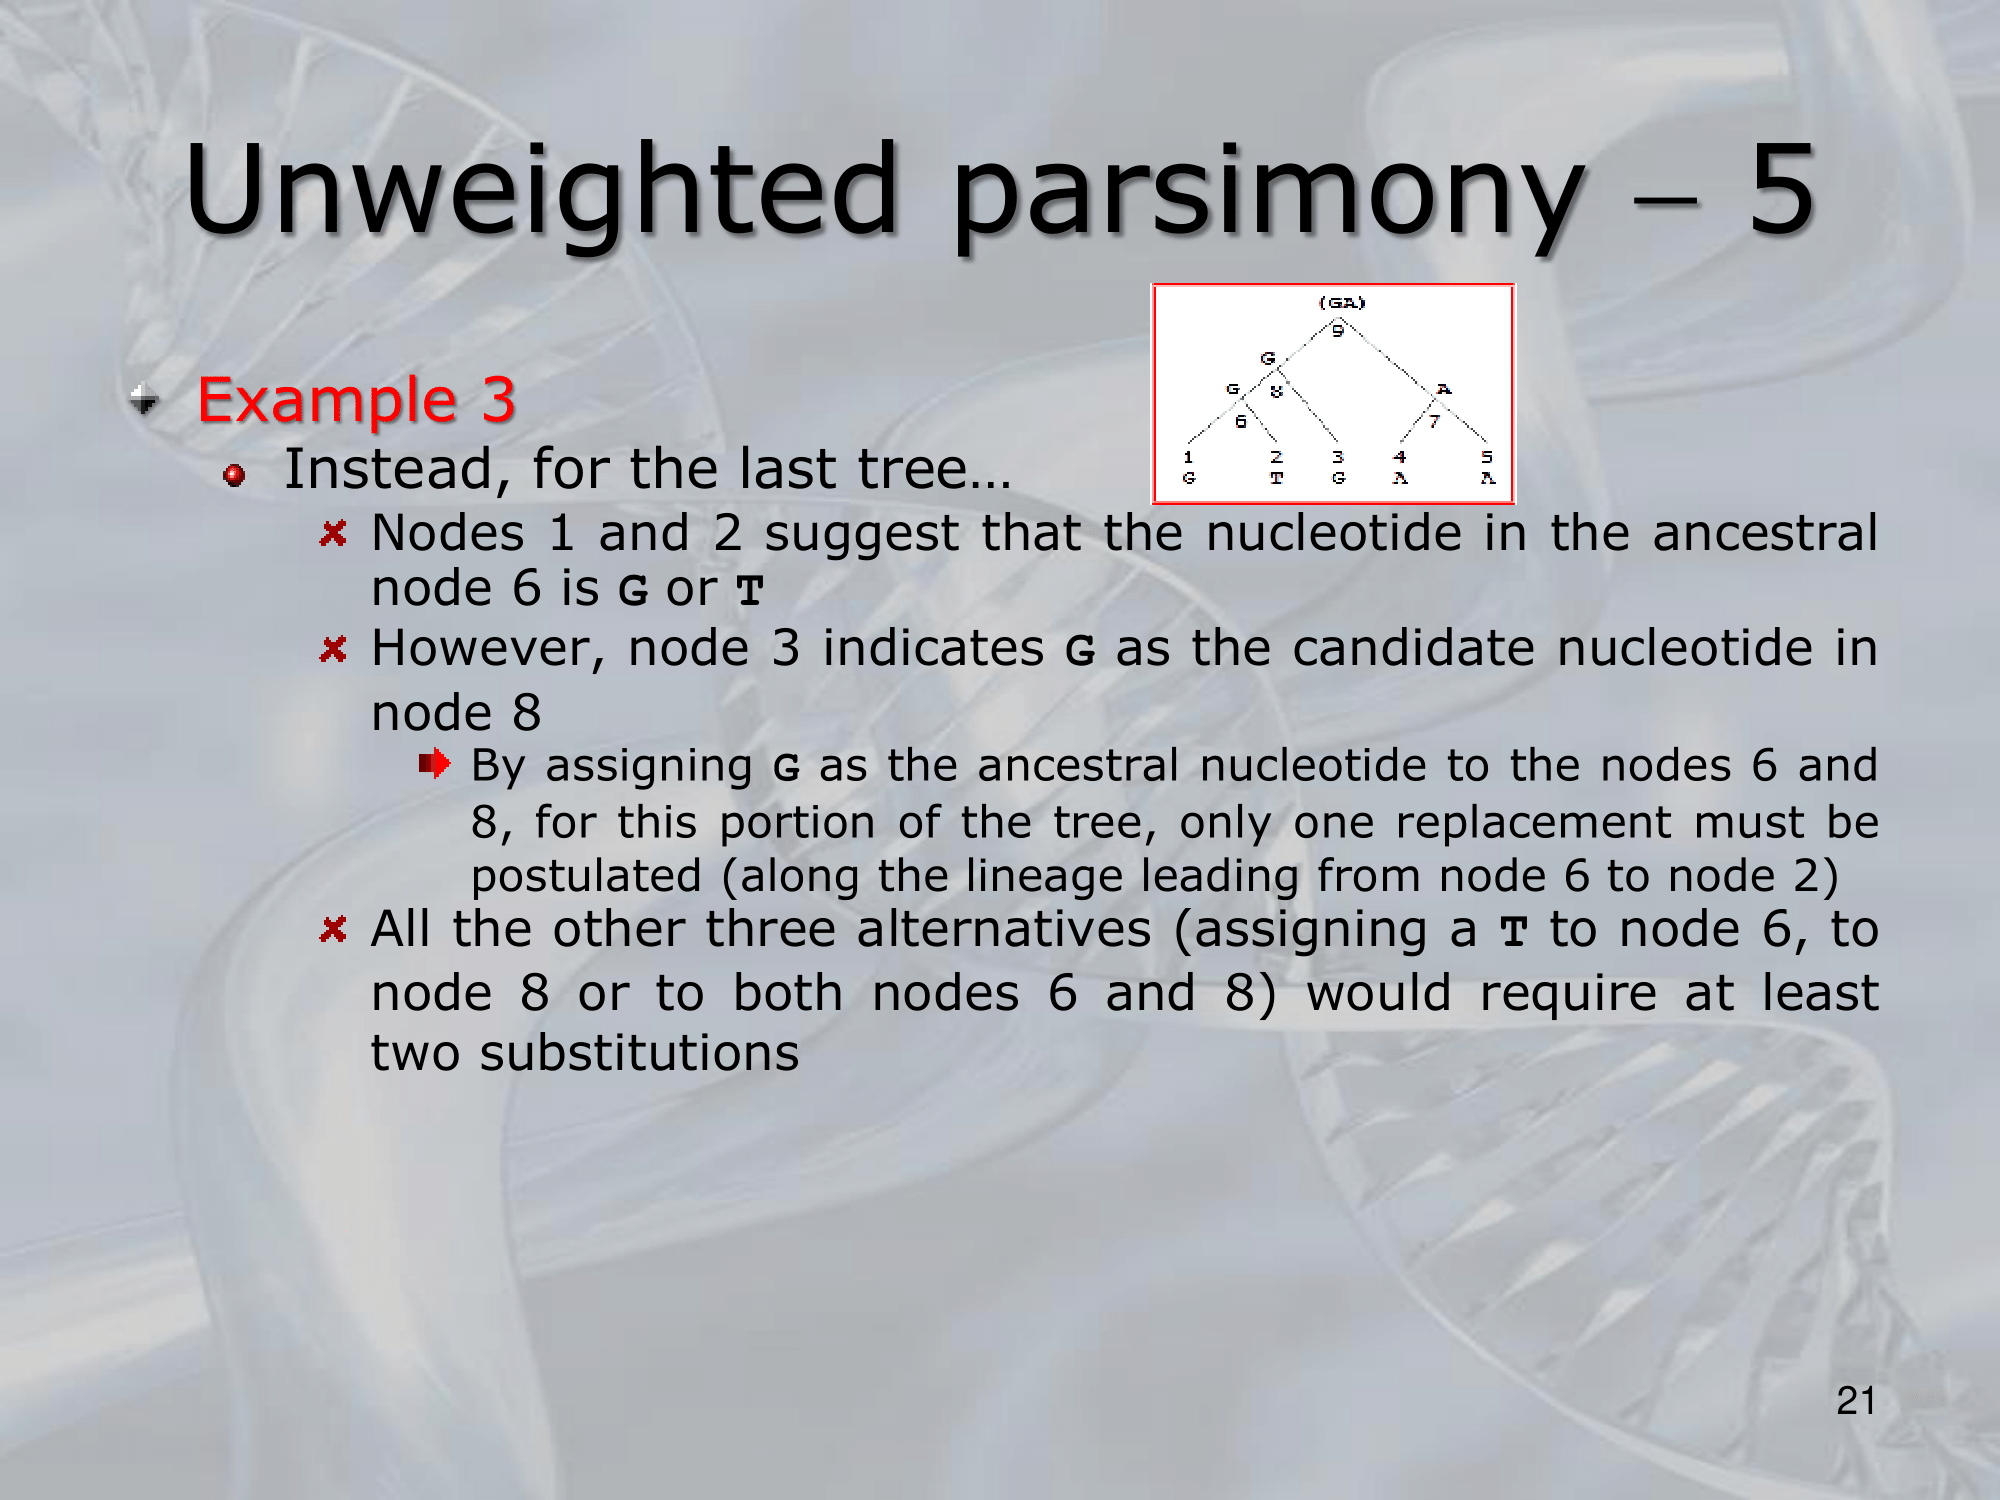 Unweighted parsimony – 5
(GA)
9
G
G
8
A
6
7
1 2 3 4 5
G T G A A
Example 3
Instead, for the last tree…
Nodes 1 and 2 suggest that the nucleotide in the ancestral
node 6 is G or T
However, node 3 indicates G as the candidate nucleotide in
node 8
By assigning G as the ancestral nucleotide to the nodes 6 and
8, for this portion of the tree, only one replacement must be
postulated (along the lineage leading from node 6 to node 2)
All the other three alternatives (assigning a T to node 6, to
node 8 or to both nodes 6 and 8) would require at least
two substitutions
21